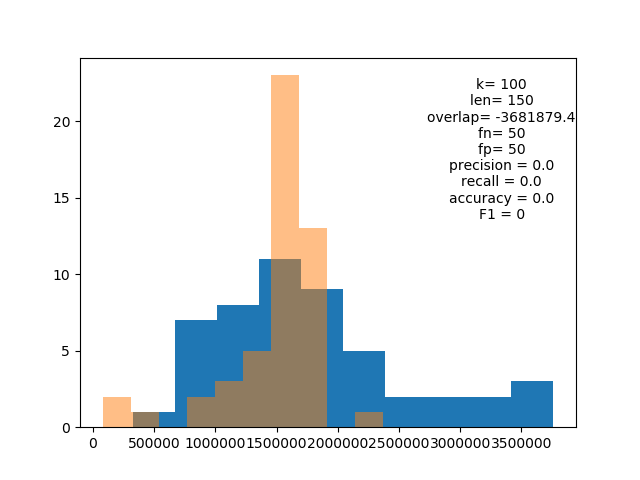 k= 100
len= 150
overlap= -3681879.4
fn= 50
fp= 50
precision = 0.0
recall = 0.0
accuracy = 0.0
F1 = 0
20
15
10
5
0
0 500000 1000000 1500000 2000000 2500000 3000000 3500000